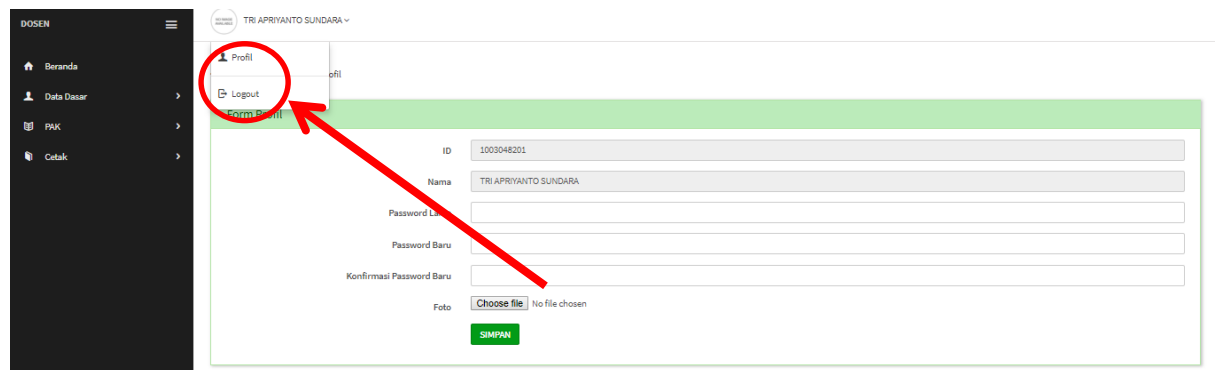 DOSEN
TRI APRIYANTO SUNDARA
Beranda
Data Dasar
PAK
Cetak
Profil
ofil
Logout
Form Profil
ID
1003048201
Nama
TRI APRIYANTO SUNDARA
Password Lama
Password Baru
Konfirmasi Password Baru
Foto
Choose file No file chosen
SIMPAN